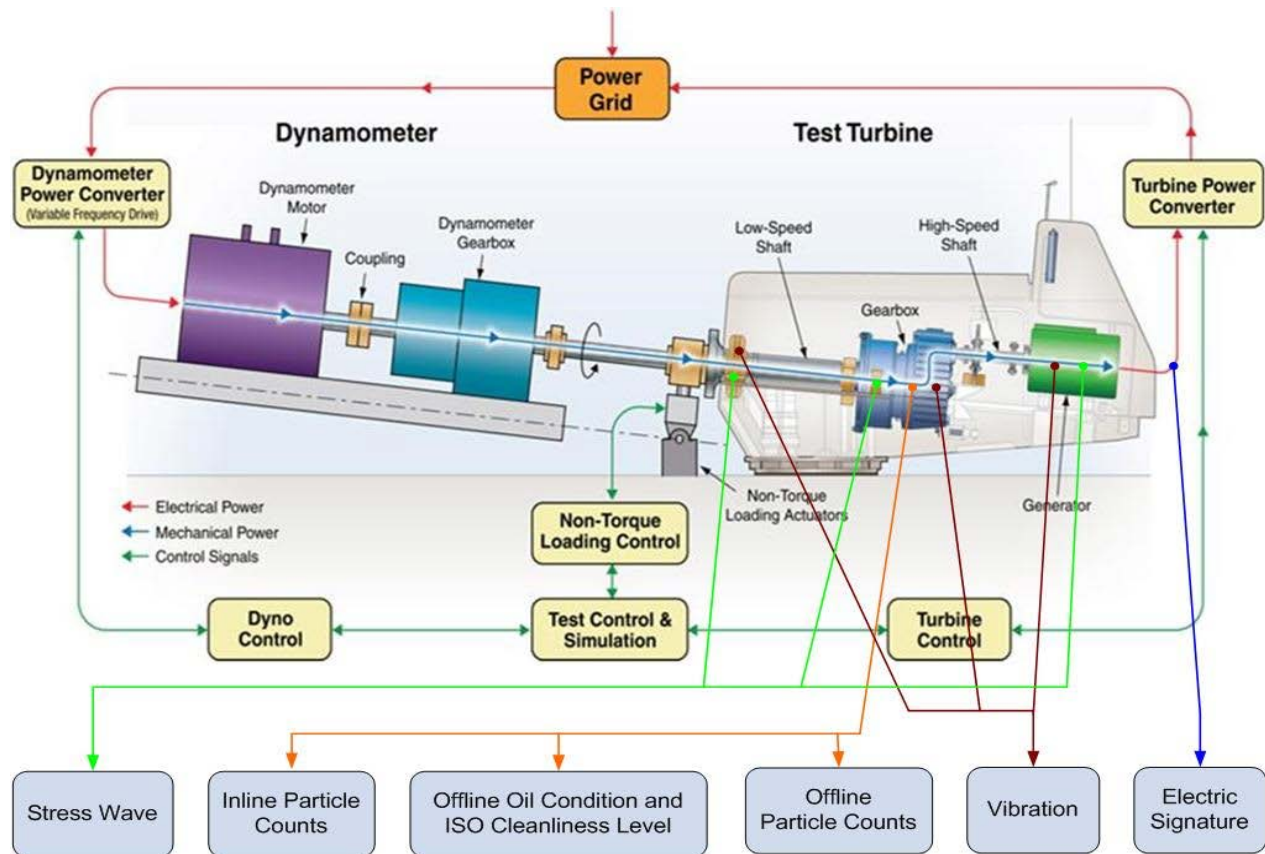 Power
Grid
Dynamometer
Test Turbine
Dynamometer
Power Converter
(Variable Frequency Drive)
Dynamometer
Motor
Coupling
Dynamometer
Gearbox
Low-Speed
Shaft
High-Speed
Shaft
Gearbox
Turbine Power
Converter
Electrical Power
Mechanical Power
Control Signals
Non-Torque
Loading Actuators
Generator
Non-Torque
Loading Control
Dyno
Control
Test Control &
Simulation
Turbine
Control
Stress Wave
Inline Particle
Counts
Offline Oil Condition and
ISO Cleanliness Level
Offline
Particle Counts
Vibration
Electric
Signature